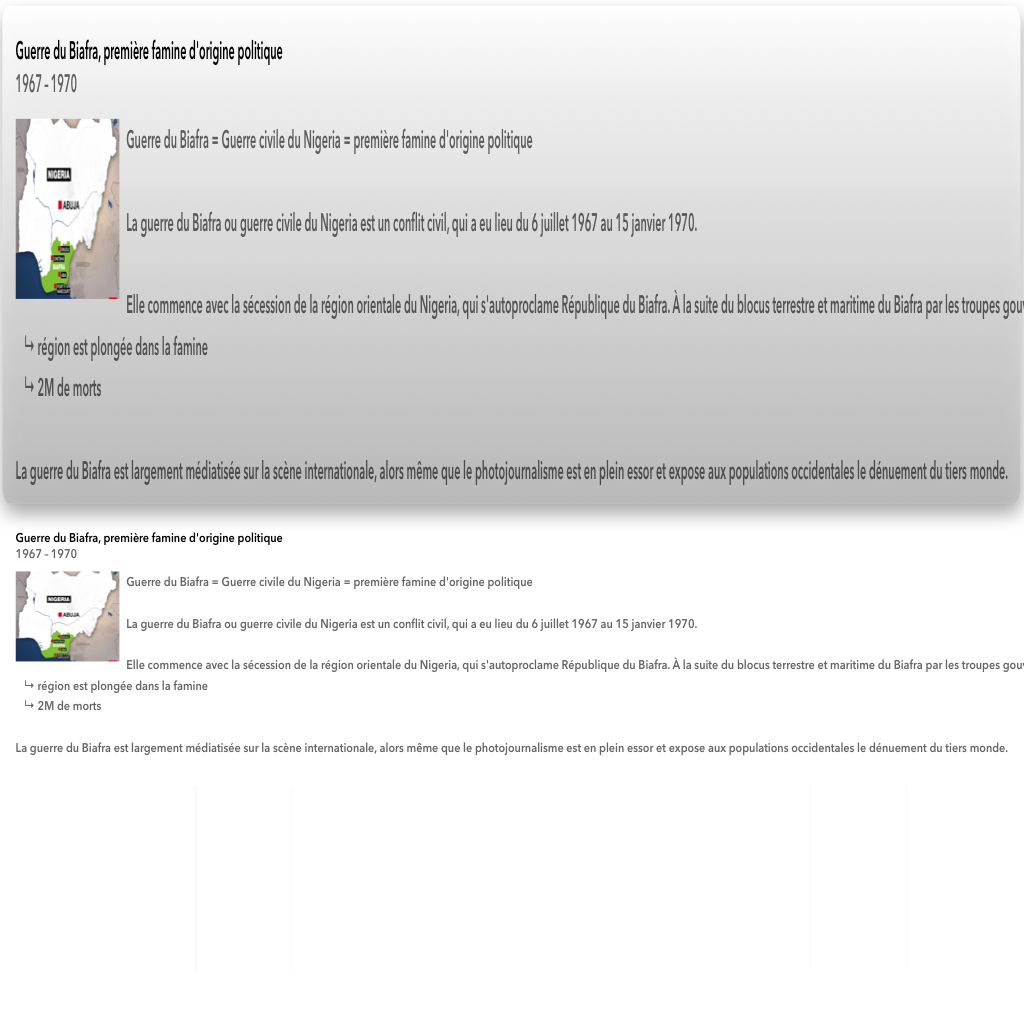 Guerre du Biafra, première famine d'origine politique
1967 - 1970
NIGERIA
ABUJA
Guerre du Biafra = Guerre civile du Nigeria = première famine d'origine politique
La guerre du Biafra ou guerre civile du Nigeria est un conflit civil, qui a eu lieu du 6 juillet 1967 au 15 janvier 1970.
BIAFRA
Elle commence avec la sécession de la région orientale du Nigeria, qui s'autoproclame République du Biafra. À la suite du blocus terrestre et maritime du Biafra par les troupes gouv
↳ région est plongée dans la famine
↳ 2M de morts
La guerre du Biafra est largement médiatisée sur la scène internationale, alors même que le photojournalisme est en plein essor et expose aux populations occidentales le dénuement du tiers monde.
Guerre du Biafra, première famine d'origine politique
1967 - 1970
NIGERIA
ABUJA
Guerre du Biafra = Guerre civile du Nigeria = première famine d'origine politique
La guerre du Biafra ou guerre civile du Nigeria est un conflit civil, qui a eu lieu du 6 juillet 1967 au 15 janvier 1970.
Elle commence avec la sécession de la région orientale du Nigeria, qui s'autoproclame République du Biafra. À la suite du blocus terrestre et maritime du Biafra par les troupes gouv
↳ région est plongée dans la famine
↳ 2M de morts
La guerre du Biafra est largement médiatisée sur la scène internationale, alors même que le photojournalisme est en plein essor et expose aux populations occidentales le dénuement du tiers monde.